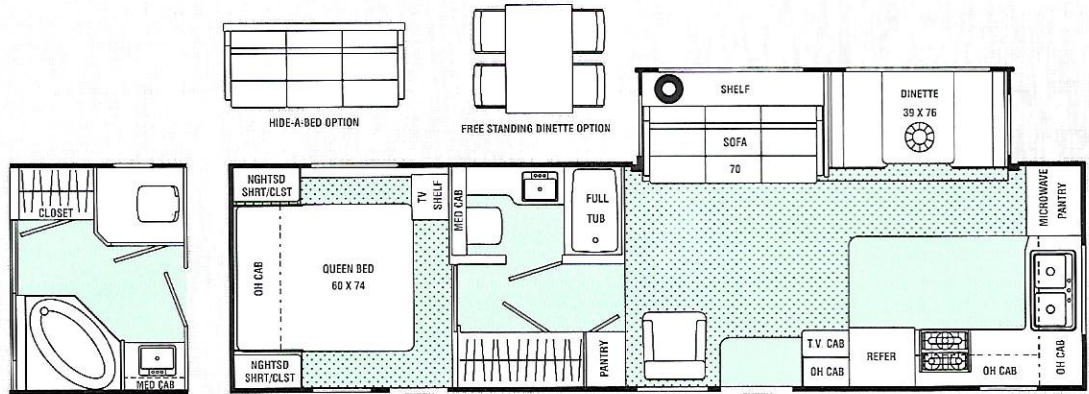 HIDE-A-BED OPTION
FREE STANDING DINETTE OPTION
SHELF
SOFA
70
DINETTE
39 X 76
CLOSET
MED CAB
NGHTSD
SHRT/CLST
OH CAB
QUEEN BED
60 X 74
NGHTSD
SHRT/CLST
TV
SHELF
MED CAB
FULL
TUB
PANTRY
T.V. CAB
OH CAB
REFER
OH CAB
OH CAB
MICROWAVE
PANTRY